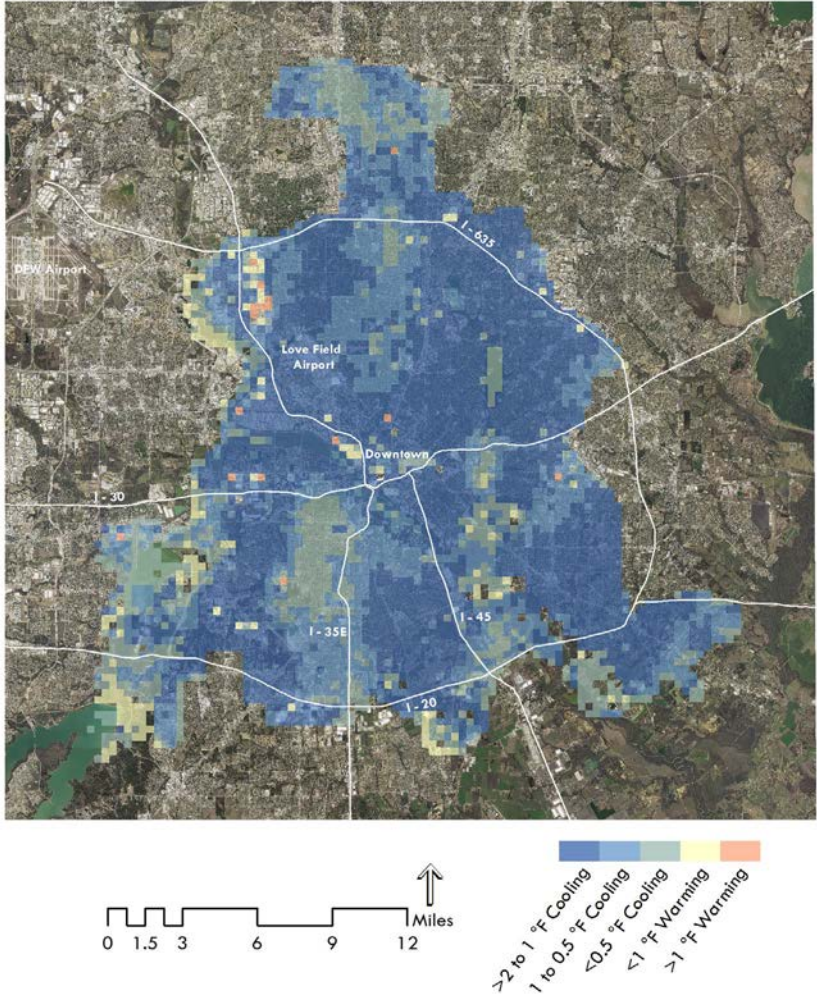 I - 635
DFW Airport
Love Field
Airport
Downtown
I - 30
I - 45
I - 35E
I - 20
>2 to 1 °F Cooling
1 to 0.5 °F Cooling
<0.5 °F Cooling
<1 °F Warming
>1 °F Warming
Miles
0 1.5 3 6 9 12